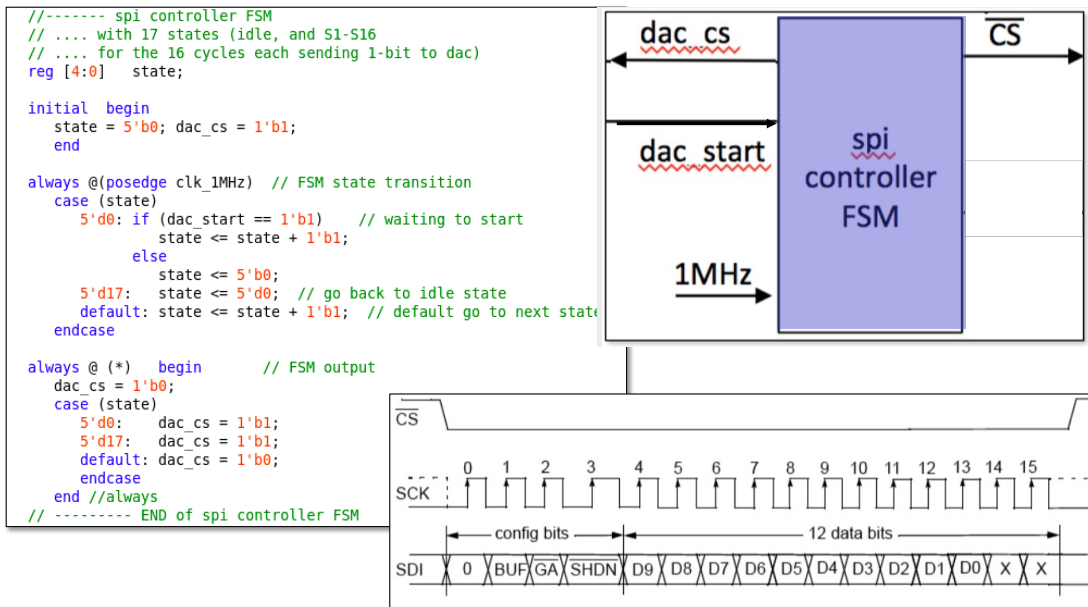 //------- spi controller FSM
// .... with 17 states (idle, and S1-S16
// .... for the 16 cycles each sending 1-bit to dac)
reg [4:0]   state;
initial  begin
   state = 5'b0; dac_cs = 1'b1;
   end
always @(posedge clk_1MHz)  // FSM state transition
   case (state)
      5'd0: if (dac_start == 1'b1)    // waiting to start
               state <= state + 1'b1;
            else
               state <= 5'b0;
      5'd17:   state <= 5'd0;  // go back to idle state
      default: state <= state + 1'b1;  // default go to next state
   endcase
always @ (*)   begin       // FSM output
   dac_cs = 1'b0;
   case (state)
      5'd0:    dac_cs = 1'b1;
      5'd17:   dac_cs = 1'b1;
      default: dac_cs = 1'b0;
      endcase
   end //always
// --------- END of spi controller FSM
dac_cs
CS
dac_start
spi
controller
FSM
1MHz
CS
0 1 2 3 4 5 6 7 8 9 10 11 12 13 14 15
SCK
config bits 12 data bits
SDI 0 BUF GA SHDN D9 D8 D7 D6 D5 D4 D3 D2 D1 D0 X X